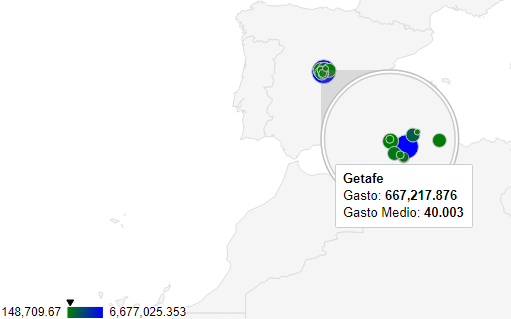 Getafe
Gasto: 667,217.876
Gasto Medio: 40.003
148,709.67 6,677,025.353